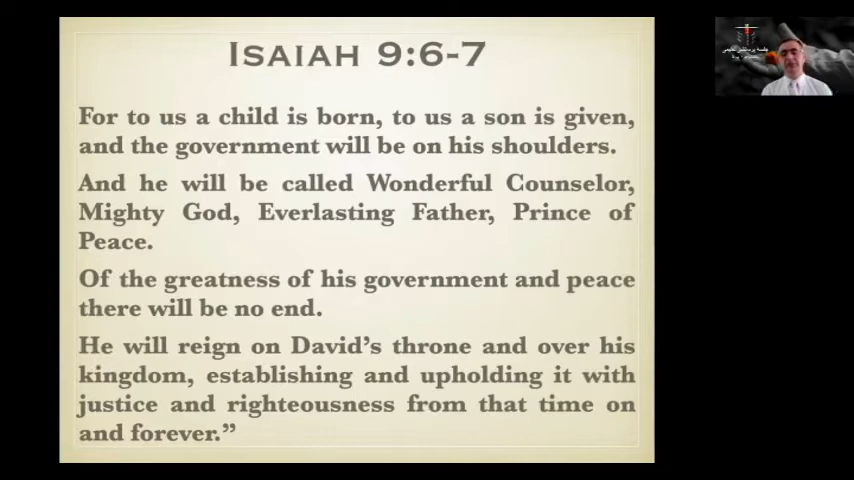 ISAIAH 9:6-7
For to us a child is born, to us a son is given,
and the government will be on his shoulders.
And he will be called Wonderful Counselor,
Mighty God, Everlasting Father, Prince of
Peace.
Of the greatness of his government and peace
there will be no end.
He will reign on David’s throne and over his
kingdom, establishing and upholding it with
justice and righteousness from that time on
and forever.”